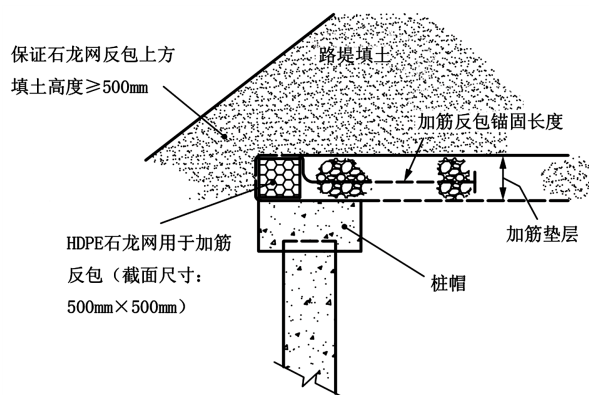 保证石龙网反包上方
填土高度≥500mm
路堤填土
加筋反包锚固长度
加筋垫层
HDPE石龙网用于加筋
反包（截面尺寸：
500mm×500mm）
桩帽